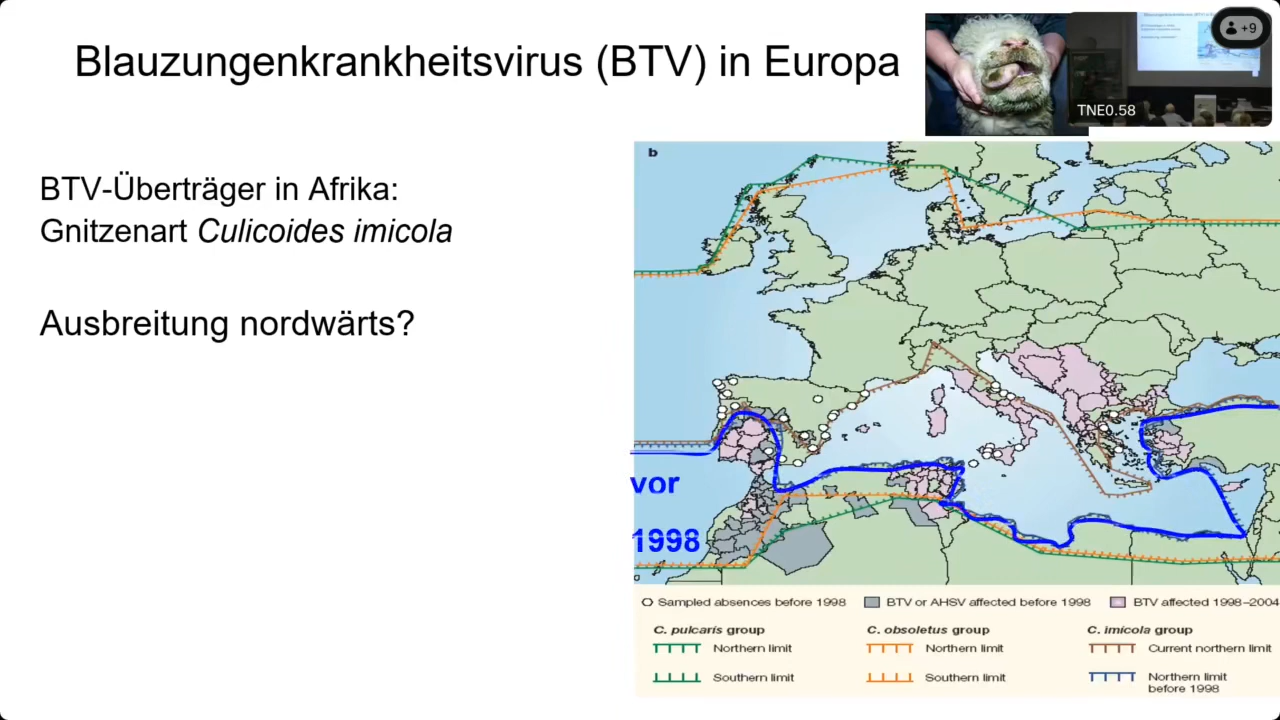 Blauzungenkrankheitsvirus (BTV) in Europa
+9
TNE0.58
BTV-Überträger in Afrika:
Gnitzenart Culicoides imicola
Ausbreitung nordwärts?
b
vor
1998
Sampled absences before 1998
BTV or AHSV affected before 1998
BTV affected 1998–2004
C. pulcaris group
C. obsoletus group
C. imicola group
Northern limit
Northern limit
Current northern limit
Southern limit
Southern limit
Northern limit
before 1998